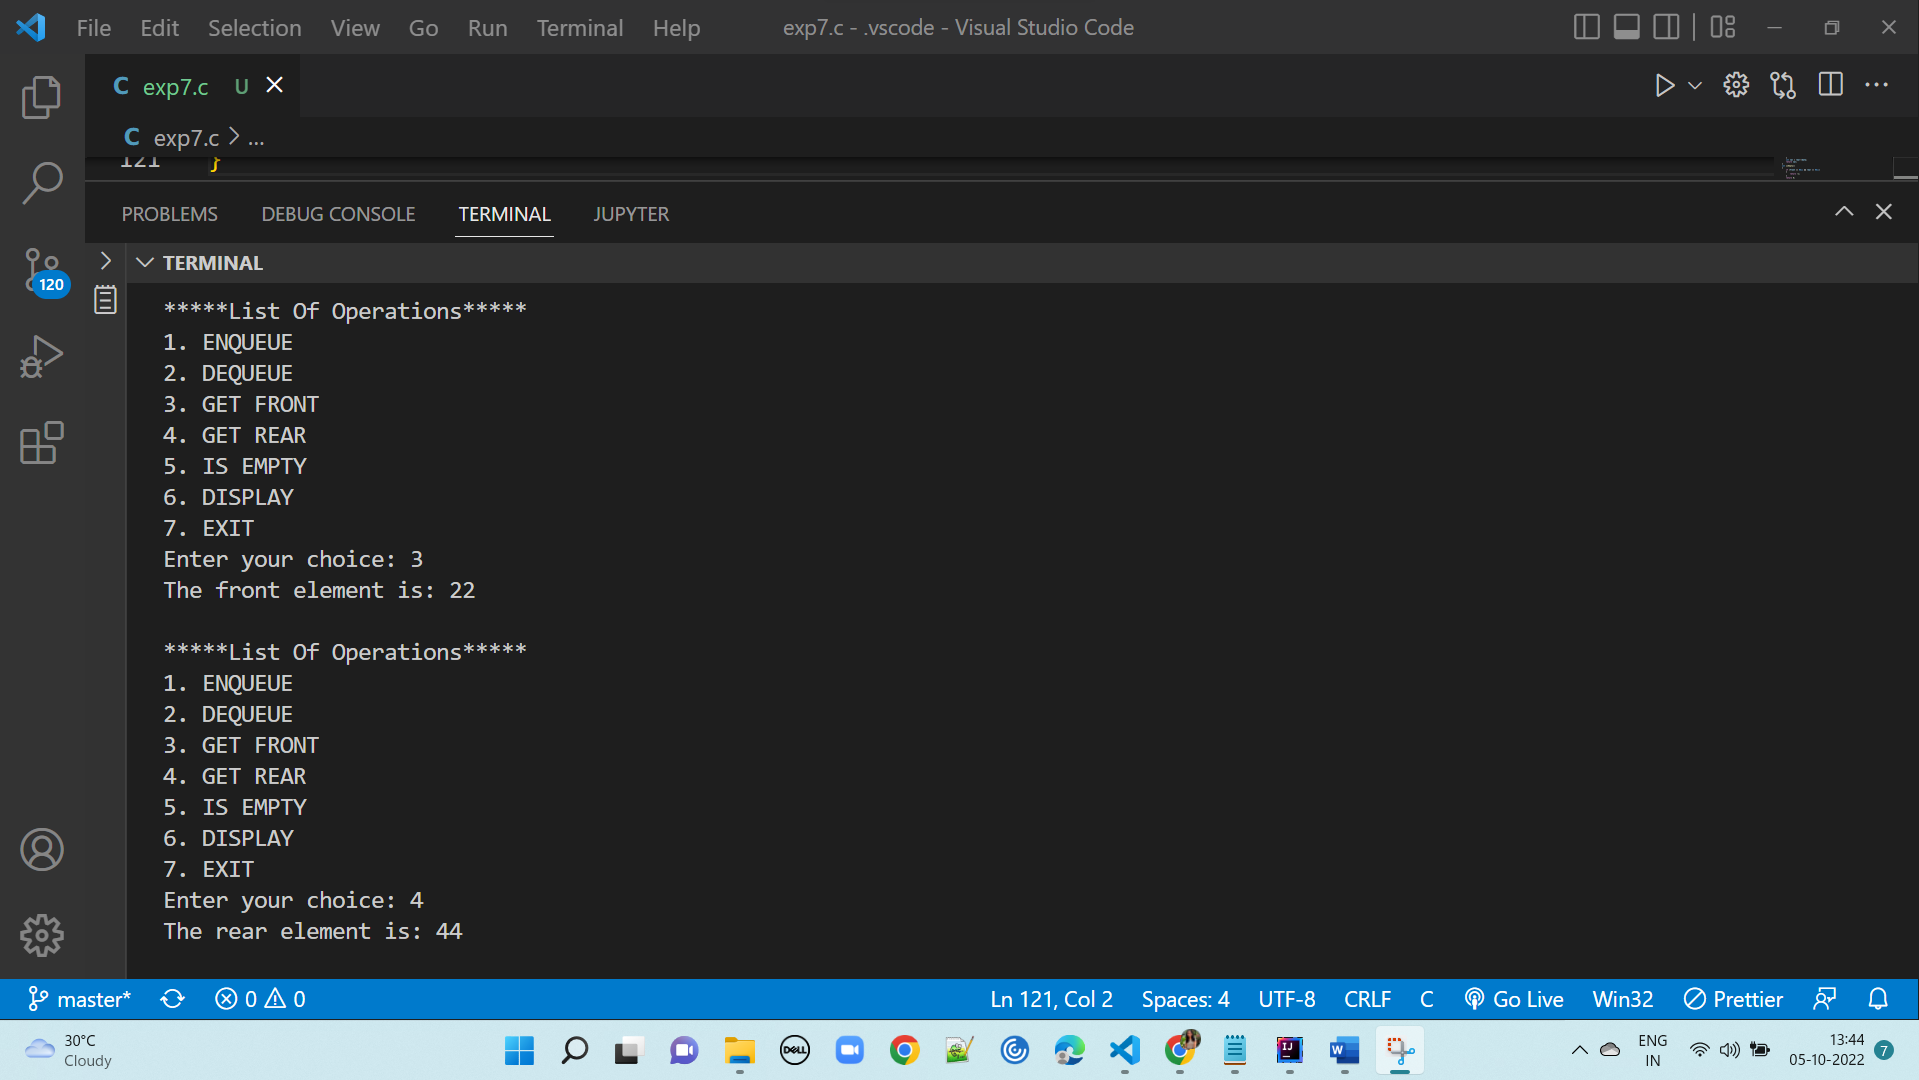 File Edit Selection View Go Run Terminal Help exp7.c - .vscode - Visual Studio Code
C exp7.c U
C exp7.c > ...
121 }
PROBLEMS DEBUG CONSOLE TERMINAL JUPYTER
TERMINAL
120
*****List Of Operations*****
1. ENQUEUE
2. DEQUEUE
3. GET FRONT
4. GET REAR
5. IS EMPTY
6. DISPLAY
7. EXIT
Enter your choice: 3
The front element is: 22
*****List Of Operations*****
1. ENQUEUE
2. DEQUEUE
3. GET FRONT
4. GET REAR
5. IS EMPTY
6. DISPLAY
7. EXIT
Enter your choice: 4
The rear element is: 44
master* 0 0 Ln 121, Col 2 Spaces: 4 UTF-8 CRLF C Go Live Win32 Prettier
30°C
Cloudy
DELL
IJ
W
ENG
IN
13:44
05-10-2022
7